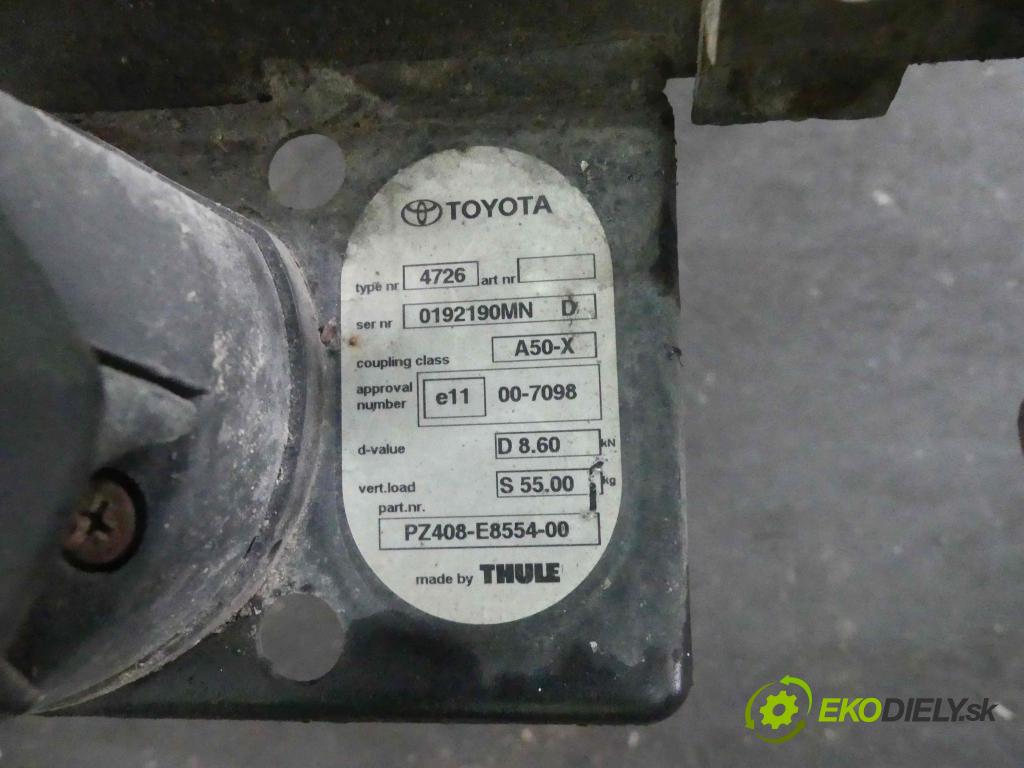 TOYOTA
type nr 4726 art nr
ser nr 0192190MN D
coupling class A50-X
approval number e11 00-7098
d-value D 8.60 kN
vert.load S 55.00 kg
part.nr.
PZ408-E8554-00
made by THULE
EKODIELY.sk